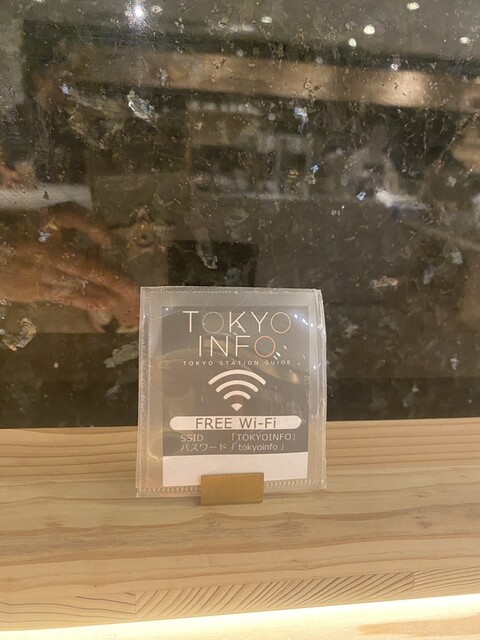 TOKYO
INFO
TOKYO STATION GUIDE
FREE Wi-Fi
SSID 「TOKYOINFO」
パスワード「tokyoinfo」